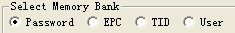 Select Memory Bank
Password EPC TID User